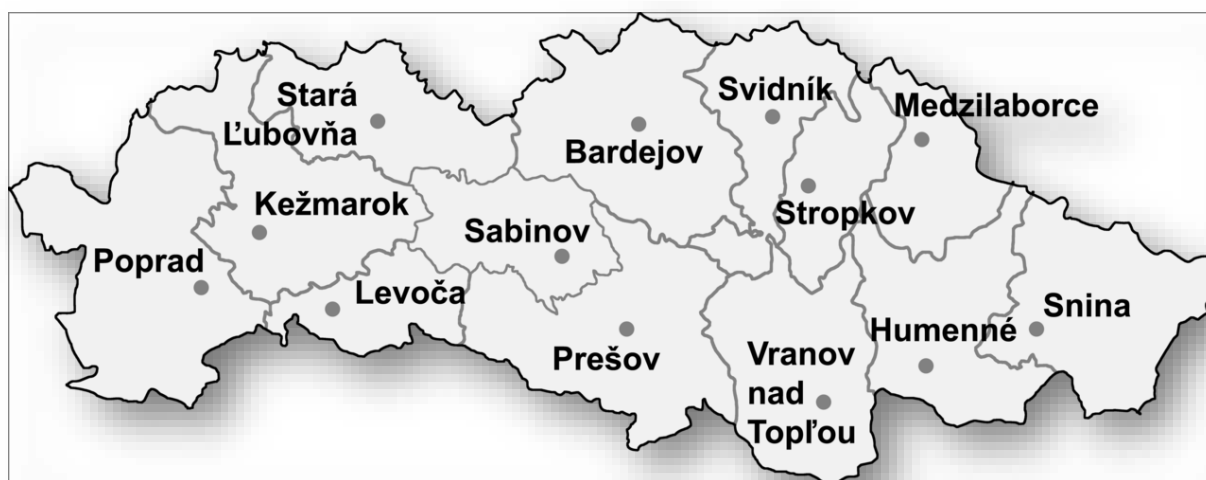 Stará
Ľubovňa
Svidník
Medzilaborce
Bardejov
Kežmarok
Stropkov
Sabinov
Poprad
Levoča
Snina
Humenné
Prešov
Vranov
nad
Topľou